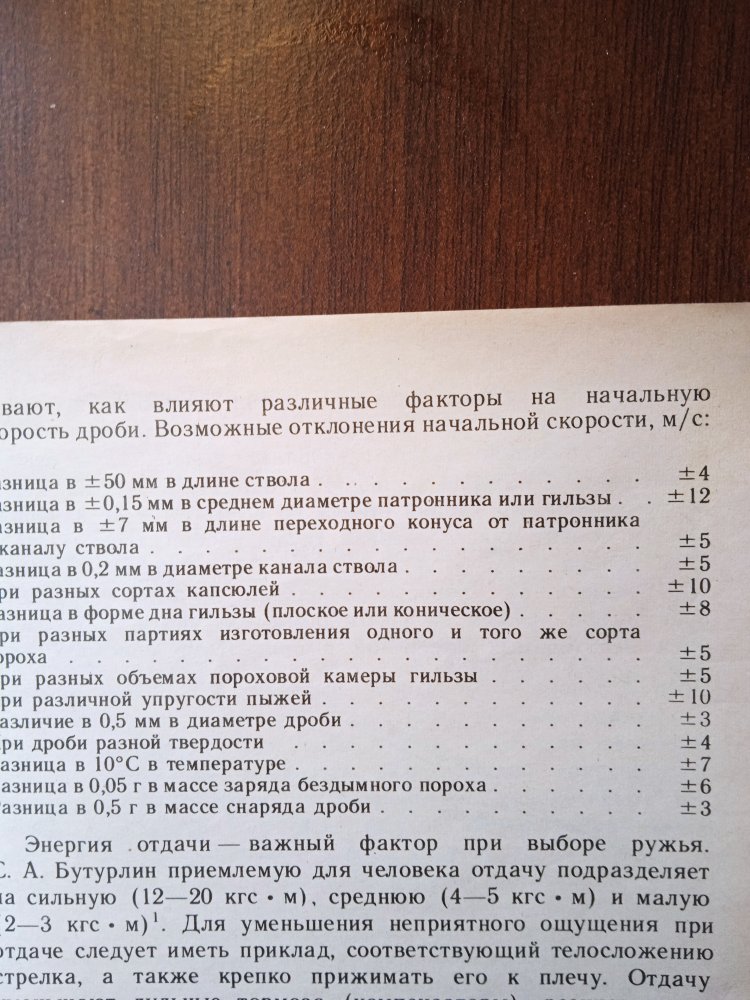 вают, как влияют различные факторы на начальную
орость дроби. Возможные отклонения начальной скорости, м/с:
азница в ±50 мм в длине ствола . . . . . . . . . . . . . ±4
азница в ±0,15 мм в среднем диаметре патронника или гильзы . . ±12
азница в ±7 мм в длине переходного конуса от патронника
каналу ствола . . . . . . . . . . . . . . . . . . . ±5
азница в 0,2 мм в диаметре канала ствола . . . . . . . . . ±5
ри разных сортах капсюлей . . . . . . . . . . . . . . ±10
азница в форме дна гильзы (плоское или коническое) . . . . . ±8
ри разных партиях изготовления одного и того же сорта
ороха . . . . . . . . . . . . . . . . . . . . . . ±5
ри разных объемах пороховой камеры гильзы . . . . . . ±5
ри различной упругости пыжей . . . . . . . . . . . . . ±10
азличие в 0,5 мм в диаметре дроби . . . . . . . . . . . ±3
ри дроби разной твердости . . . . . . . . . . . . . . ±4
азница в 10°С в температуре . . . . . . . . . . . . . ±7
азница в 0,05 г в массе заряда бездымного пороха . . . . . . ±6
Разница в 0,5 г в массе снаряда дроби . . . . . . . . . . ±3
Энергия отдачи — важный фактор при выборе ружья.
С. А. Бутурлин приемлемую для человека отдачу подразделяет
на сильную (12—20 кгс • м), среднюю (4—5 кгс • м) и малую
(2—3 кгс • м)¹. Для уменьшения неприятного ощущения при
отдаче следует иметь приклад, соответствующий телосложению
стрелка, а также крепко прижимать его к плечу. Отдачу